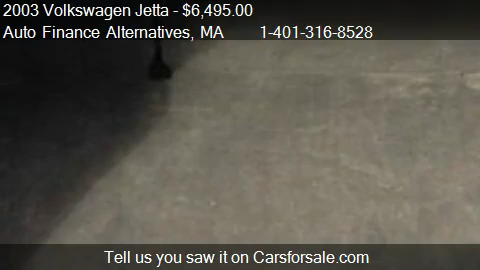 2003 Volkswagen Jetta - $6,495.00
Auto Finance Alternatives, MA 1-401-316-8528
Tell us you saw it on Carsforsale.com